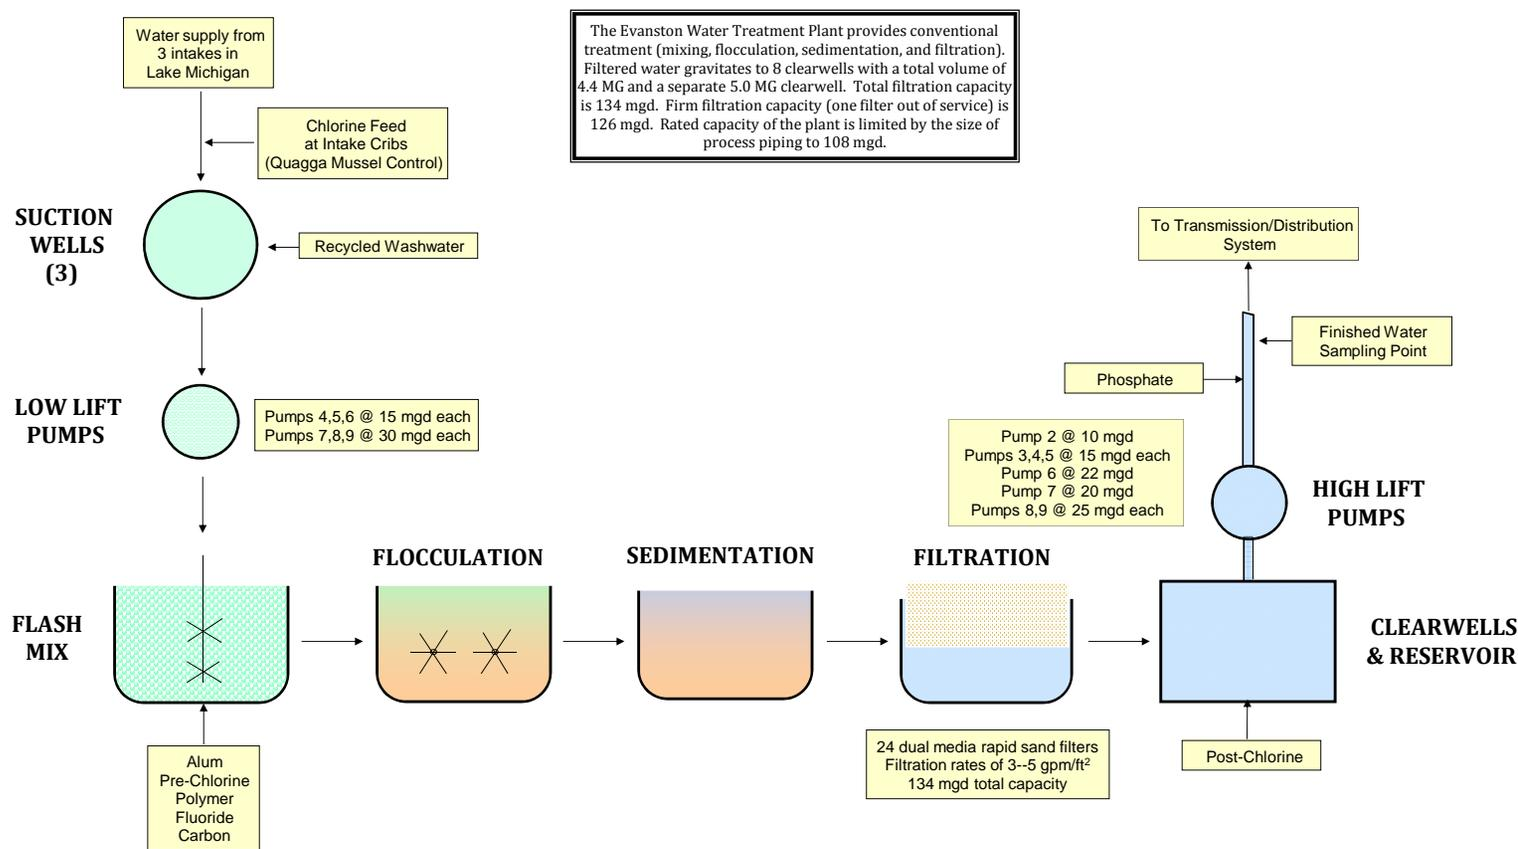 Water supply from
3 intakes in
Lake Michigan
The Evanston Water Treatment Plant provides conventional
treatment (mixing, flocculation, sedimentation, and filtration).
Filtered water gravitates to 8 clearwells with a total volume of
4.4 MG and a separate 5.0 MG clearwell. Total filtration capacity
is 134 mgd. Firm filtration capacity (one filter out of service) is
126 mgd. Rated capacity of the plant is limited by the size of
process piping to 108 mgd.
Chlorine Feed
at Intake Cribs
(Quagga Mussel Control)
SUCTION
WELLS
(3)
Recycled Washwater
To Transmission/Distribution
System
Finished Water
Sampling Point
Phosphate
LOW LIFT
PUMPS
Pumps 4,5,6 @ 15 mgd each
Pumps 7,8,9 @ 30 mgd each
Pump 2 @ 10 mgd
Pumps 3,4,5 @ 15 mgd each
Pump 6 @ 22 mgd
Pump 7 @ 20 mgd
Pumps 8,9 @ 25 mgd each
HIGH LIFT
PUMPS
FLOCCULATION
SEDIMENTATION
FILTRATION
FLASH
MIX
CLEARWELLS
& RESERVOIR
Alum
Pre-Chlorine
Polymer
Fluoride
Carbon
24 dual media rapid sand filters
Filtration rates of 3--5 gpm/ft²
134 mgd total capacity
Post-Chlorine